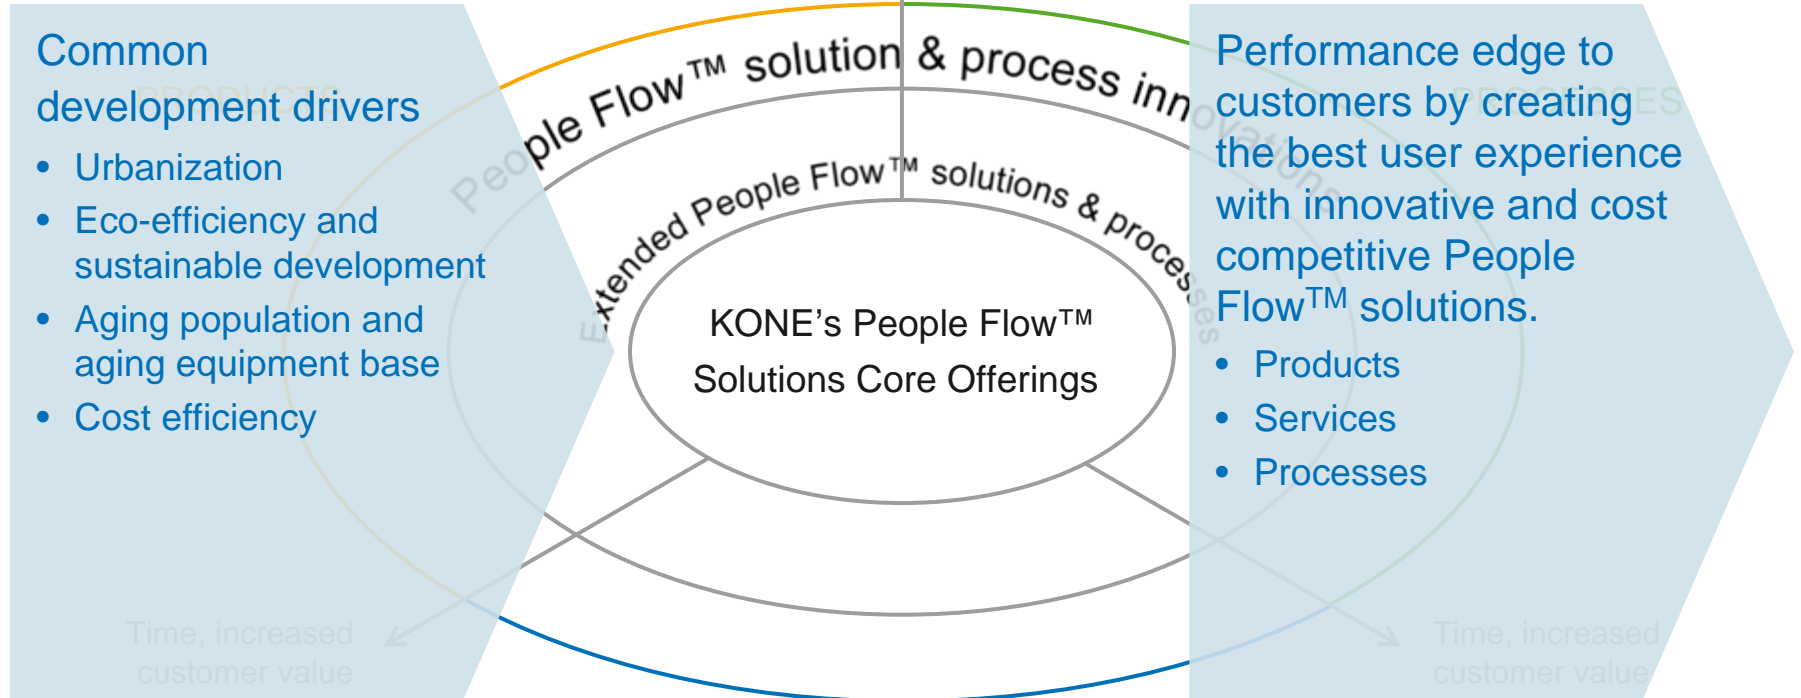 Common
development drivers
PRODUCTS
• Urbanization
• Eco-efficiency and
sustainable development
• Aging population and
aging equipment base
• Cost efficiency
Time, increased
customer value
People Flow™ solution & process innovations
Extended People Flow™ solutions & processes
KONE's People Flow™
Solutions Core Offerings
Performance edge to
customers by creating
PROCESSES
the best user experience
with innovative and cost
competitive People
Flow™ solutions.
• Products
• Services
• Processes
Time, increased
customer value